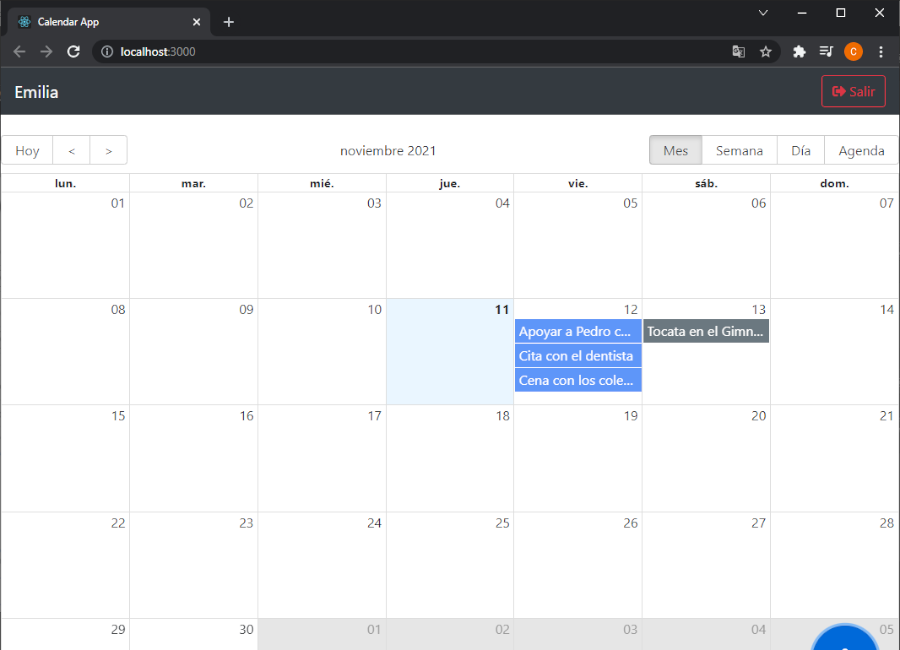 Calendar App
localhost:3000
C
Emilia
Salir
Hoy < >
noviembre 2021
Mes Semana Día Agenda
lun. mar. mié. jue. vie. sáb. dom.
01 02 03 04 05 06 07
08 09 10 11 12 13 14
Apoyar a Pedro c... Tocata en el Gimn...
Cita con el dentista
Cena con los cole...
15 16 17 18 19 20 21
22 23 24 25 26 27 28
29 30 01 02 03 04 05